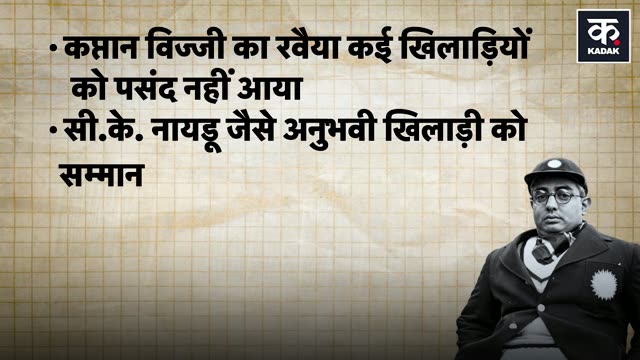 • कप्तान विज्जी का रवैया कई खिलाड़ियों
को पसंद नहीं आया
• सी.के. नायडू जैसे अनुभवी खिलाड़ी को
सम्मान
क
KADAK